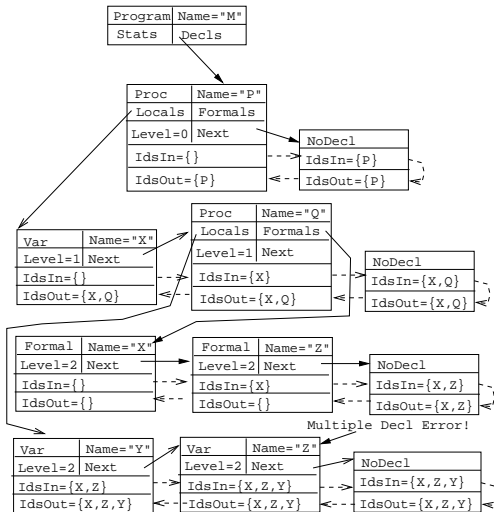 Program Name="M"
Stats Decls
Proc Name="P"
Locals Formals
Level=0 Next
IdsIn={}
IdsOut={P}
NoDecl
IdsIn={P}
IdsOut={P}
Var Name="X"
Level=1 Next
IdsIn={}
IdsOut={X,Q}
Proc Name="Q"
Locals Formals
Level=1 Next
IdsIn={X}
IdsOut={X,Q}
NoDecl
IdsIn={X,Q}
IdsOut={X,Q}
Formal Name="X"
Level=2 Next
IdsIn={}
IdsOut={}
Formal Name="Z"
Level=2 Next
IdsIn={X}
IdsOut={}
NoDecl
IdsIn={X,Z}
IdsOut={X,Z}
Multiple Decl Error!
Var Name="Y"
Level=2 Next
IdsIn={X,Z}
IdsOut={X,Z,Y}
Var Name="Z"
Level=2 Next
IdsIn={X,Z,Y}
IdsOut={X,Z,Y}
NoDecl
IdsIn={X,Z,Y}
IdsOut={X,Z,Y}